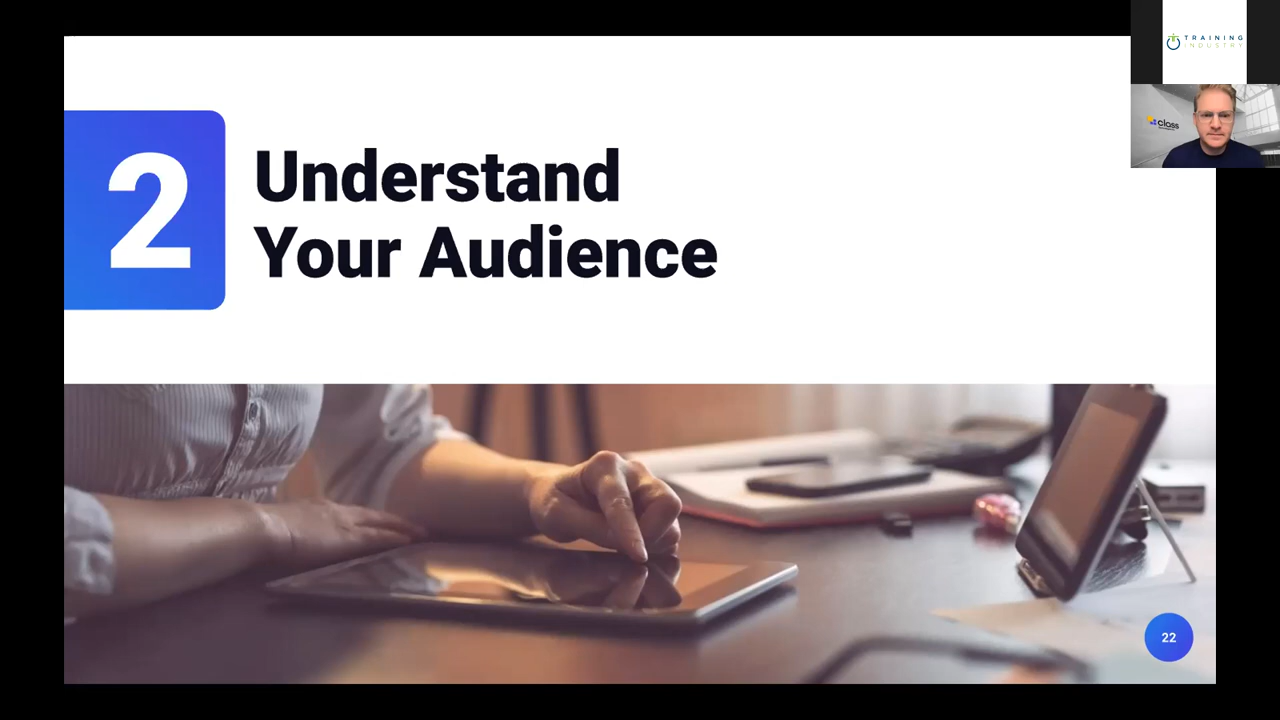 2
Understand
Your Audience
22
TRAINING
INDUSTRY
class